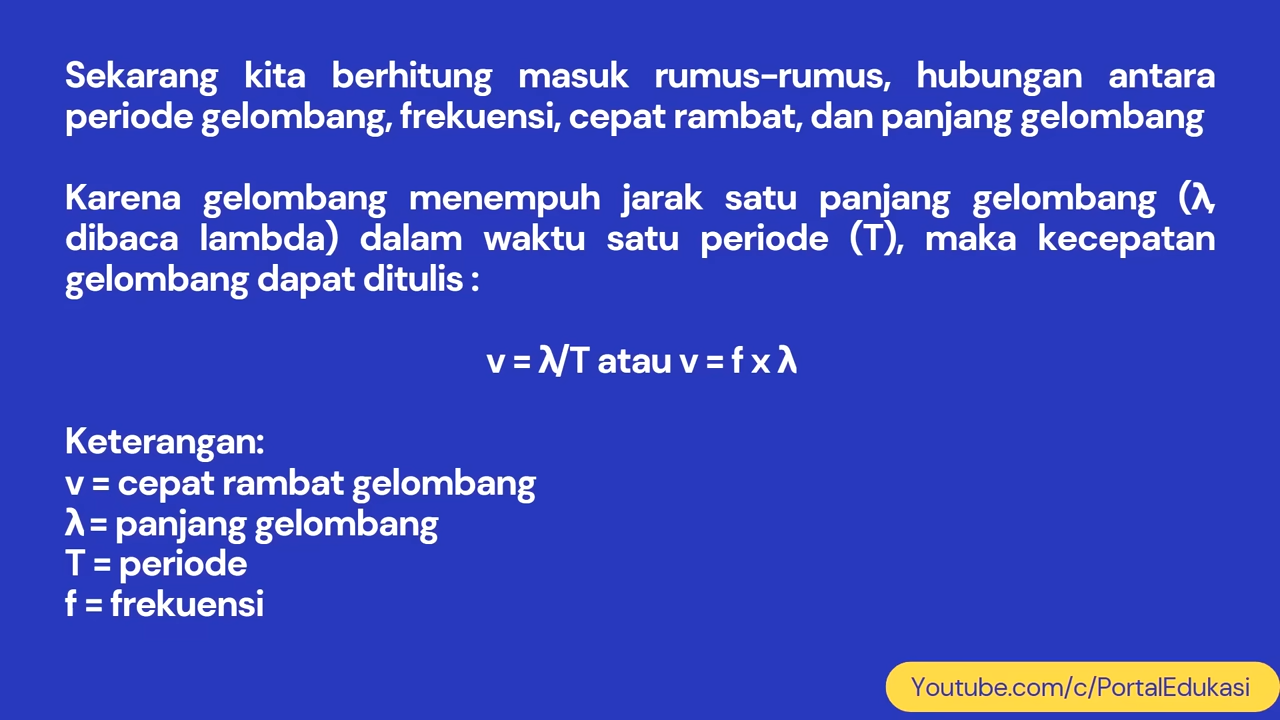 Sekarang kita berhitung masuk rumus-rumus, hubungan antara
periode gelombang, frekuensi, cepat rambat, dan panjang gelombang
Karena gelombang menempuh jarak satu panjang gelombang (λ,
dibaca lambda) dalam waktu satu periode (T), maka kecepatan
gelombang dapat ditulis :
v = λ/T atau v = f x λ
Keterangan:
v = cepat rambat gelombang
λ = panjang gelombang
T = periode
f = frekuensi
Youtube.com/c/PortalEdukasi